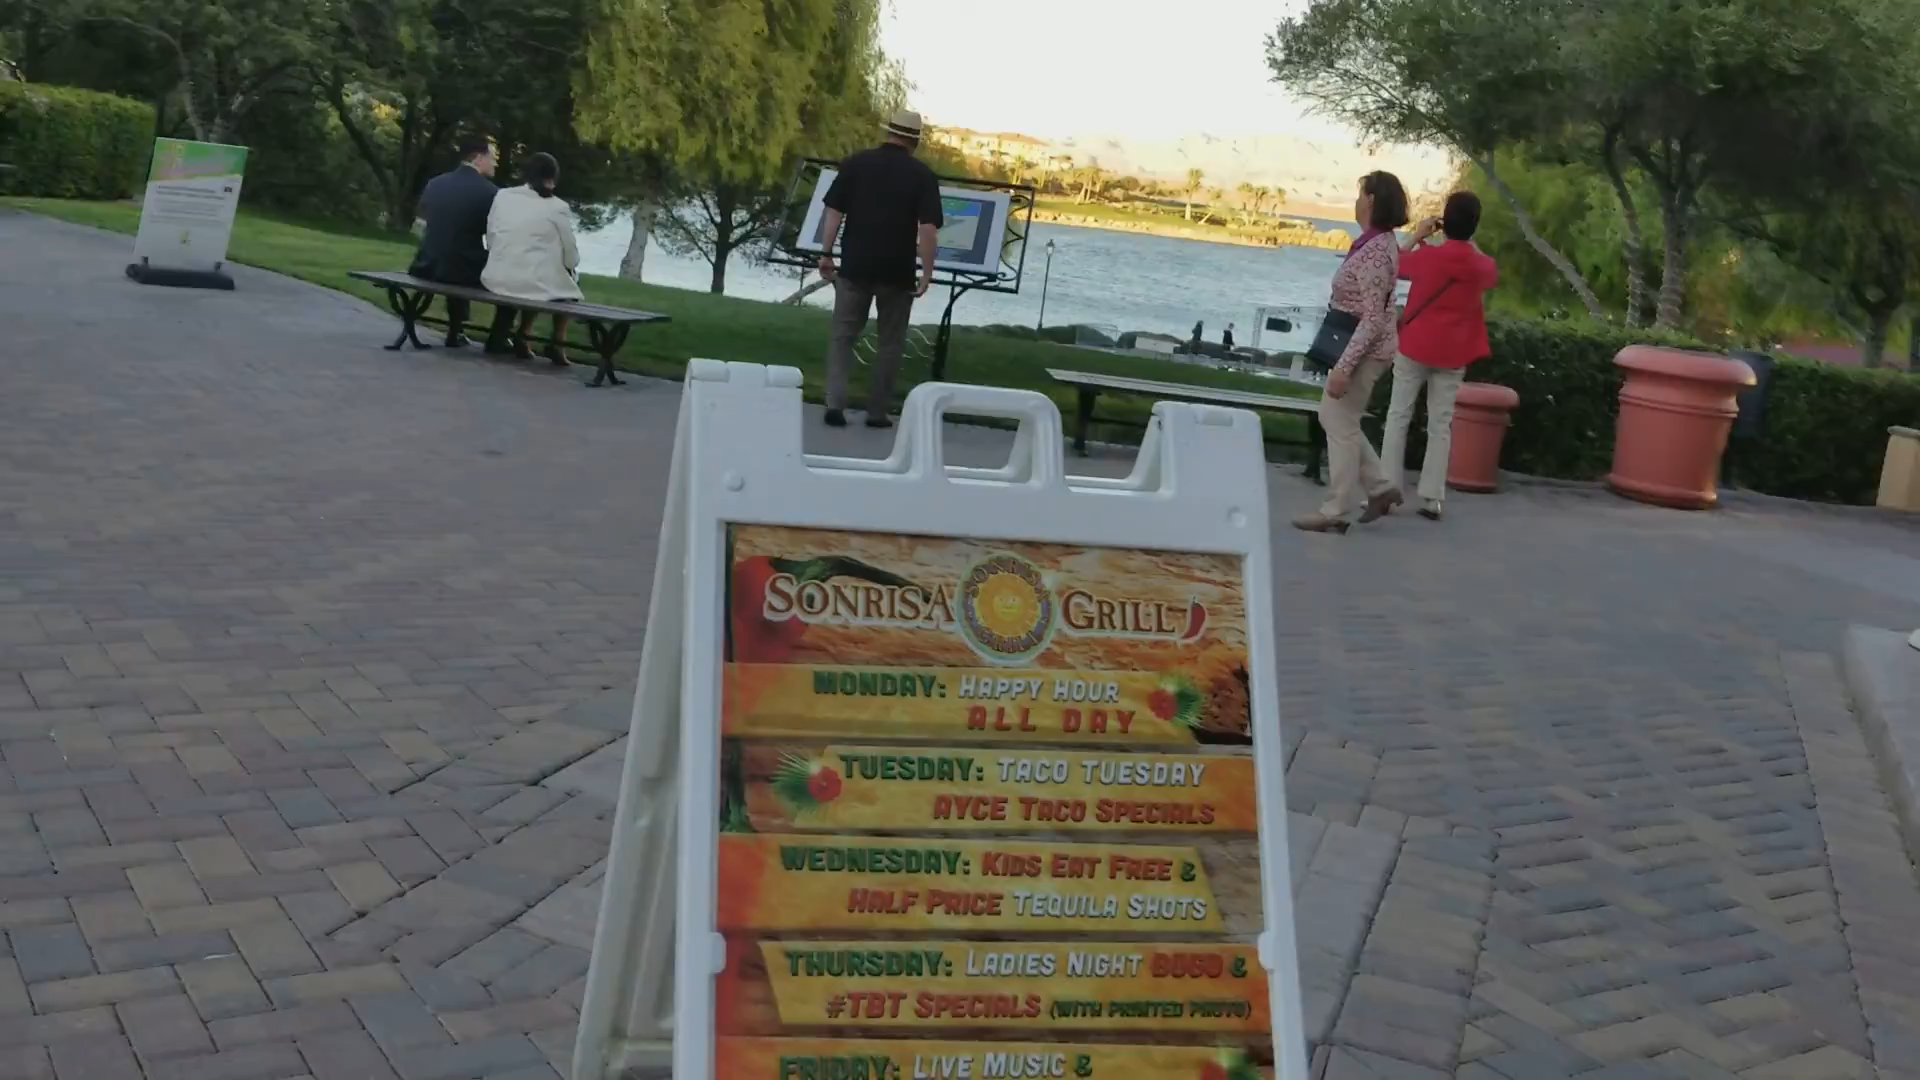 SONRISA GRILL
MONDAY: HAPPY HOUR
ALL DAY
TUESDAY: TACO TUESDAY
AYCE TACO SPECIALS
WEDNESDAY: KIDS EAT FREE &
HALF PRICE TEQUILA SHOTS
THURSDAY: LADIES NIGHT BOGO &
#TBT SPECIALS (WITH PRINTED PHOTO)
FRIDAY: LIVE MUSIC &